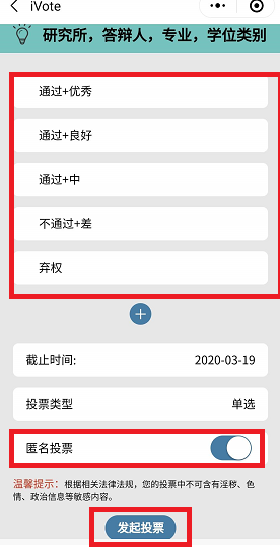 iVote
研究所，答辩人，专业，学位类别
通过+优秀
通过+良好
通过+中
不通过+差
弃权
截止时间: 2020-03-19
投票类型 单选
匿名投票
温馨提示：根据相关法律法规，您的投票中不可含有淫秽、色
情、政治信息等敏感内容。
发起投票